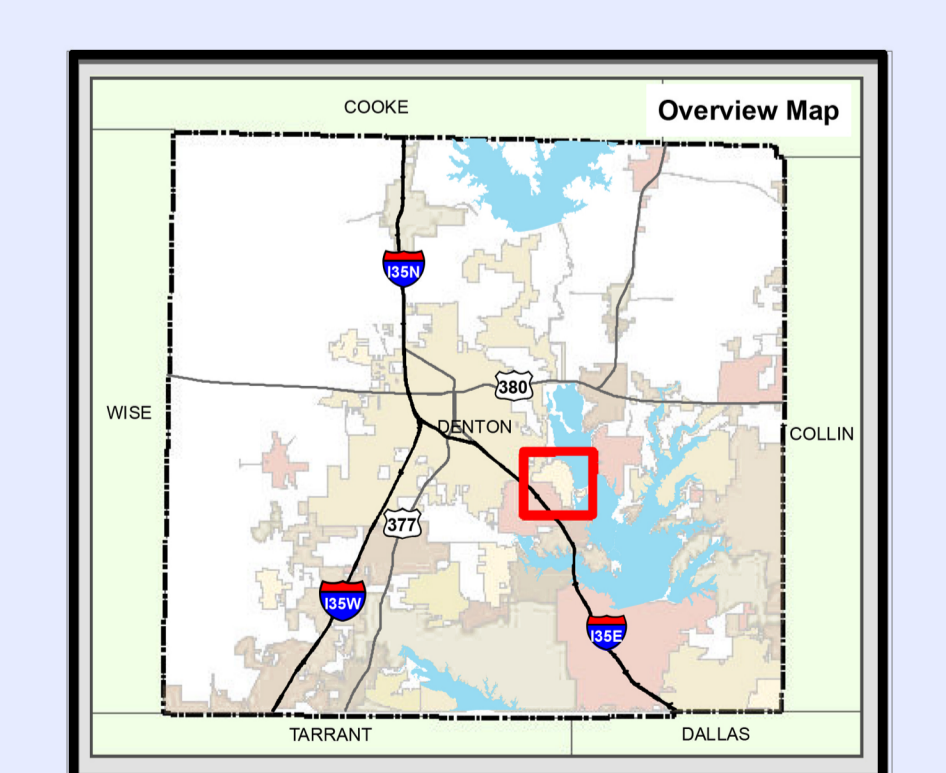 COOKE
Overview Map
I35N
380
WISE
DENTON
COLLIN
377
I35W
I35E
TARRANT
DALLAS